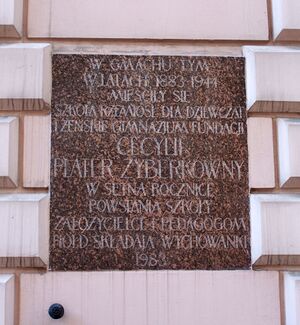 W GMACHU TYM
W LATACH 1883-1944
MIEŚCIŁY SIĘ
SZKOŁA RZEMIOSŁ DLA DZIEWCZĄT
I ŻEŃSKIE GIMNAZJUM FUNDACJI
CECYLII
PLATER-ZYBERKÓWNY
W SETNĄ ROCZNICĘ
POWSTANIA SZKOŁY
ZAŁOŻYCIELCE I PEDAGOGOM
HOŁD SKŁADAJĄ WYCHOWANKI
1983